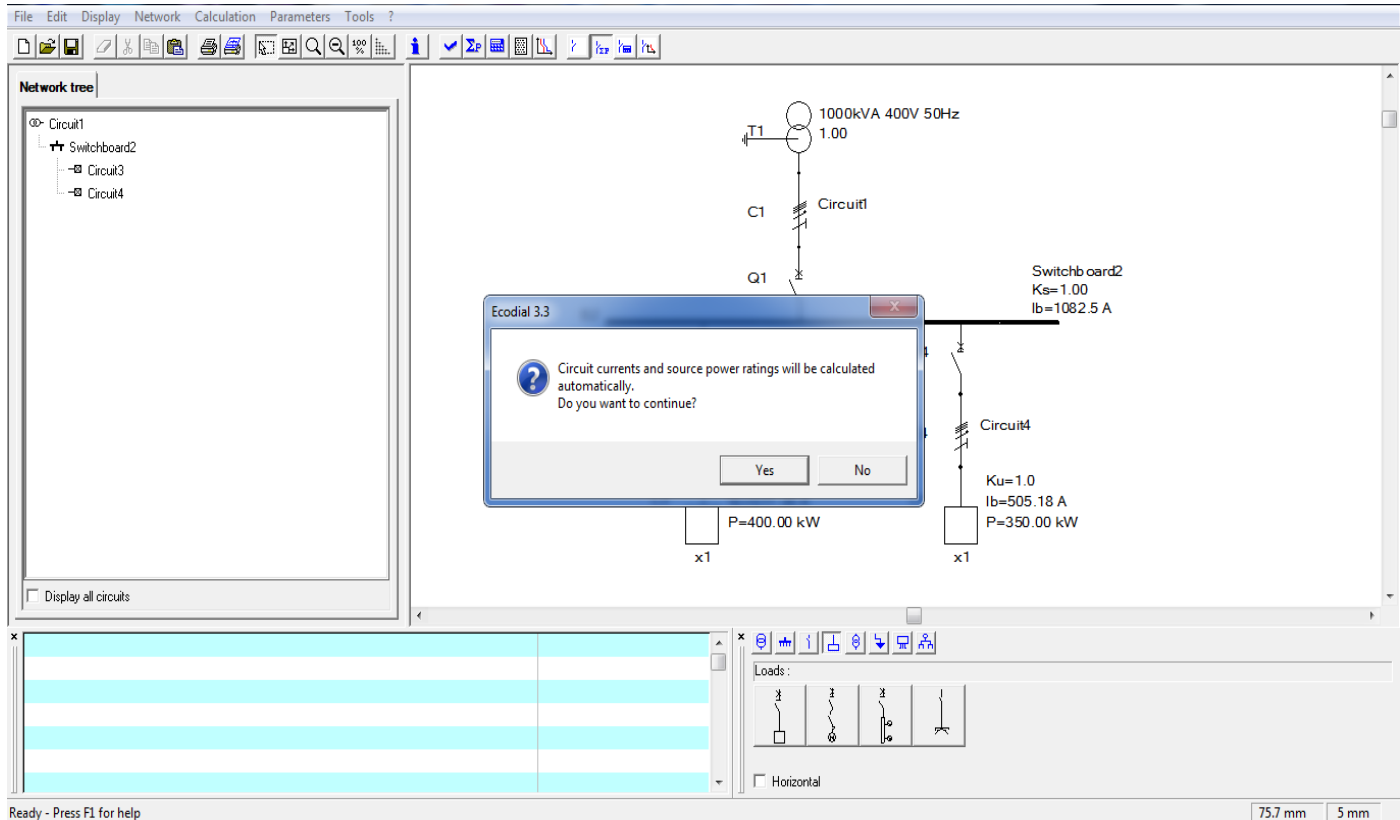 File Edit Display Network Calculation Parameters Tools ?
100 %
ΣP
Network tree
Circuit1
Switchboard2
Circuit3
Circuit4
Display all circuits
1000kVA 400V 50Hz
T1
1.00
C1
Circuit1
Q1
Switchboard2
Ks=1.00
Ib=1082.5 A
Ecodial 3.3
Circuit currents and source power ratings will be calculated
automatically.
Do you want to continue?
Yes No
Circuit4
Ku=1.0
Ib=505.18 A
P=400.00 kW
P=350.00 kW
x1
x1
Loads :
Horizontal
Ready - Press F1 for help
75.7 mm
5 mm